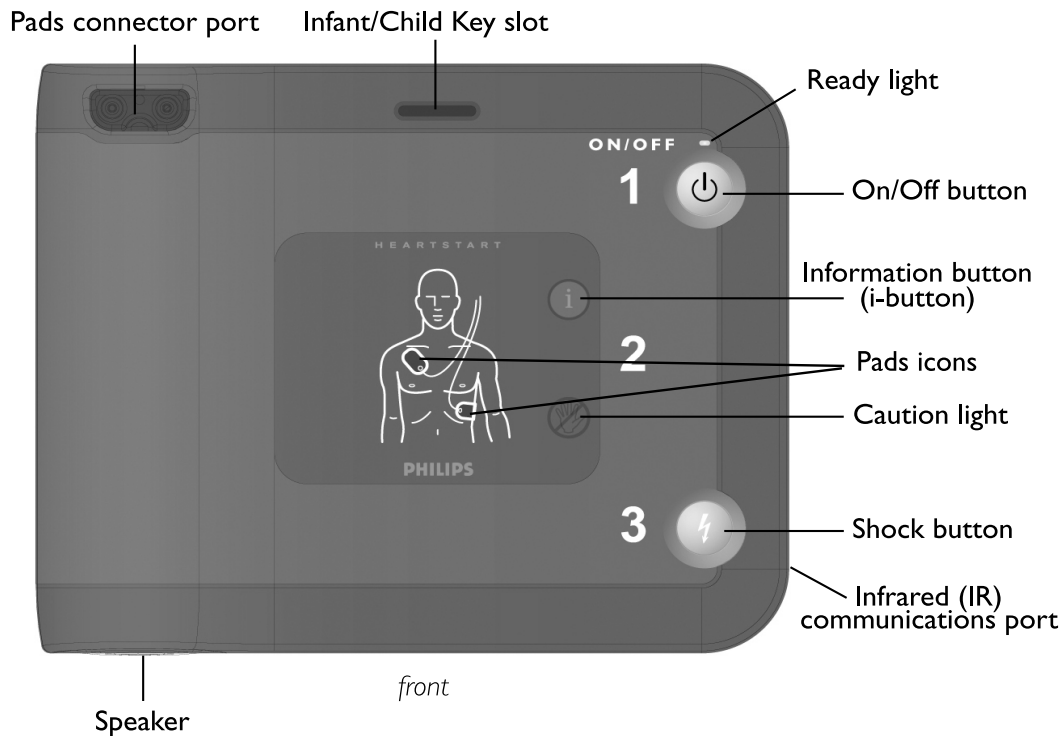 Pads connector port
Infant/Child Key slot
Ready light
ON/OFF
1
On/Off button
HEARTSTART
Information button
(i-button)
i
2
Pads icons
Caution light
PHILIPS
3
Shock button
Infrared (IR)
communications port
front
Speaker